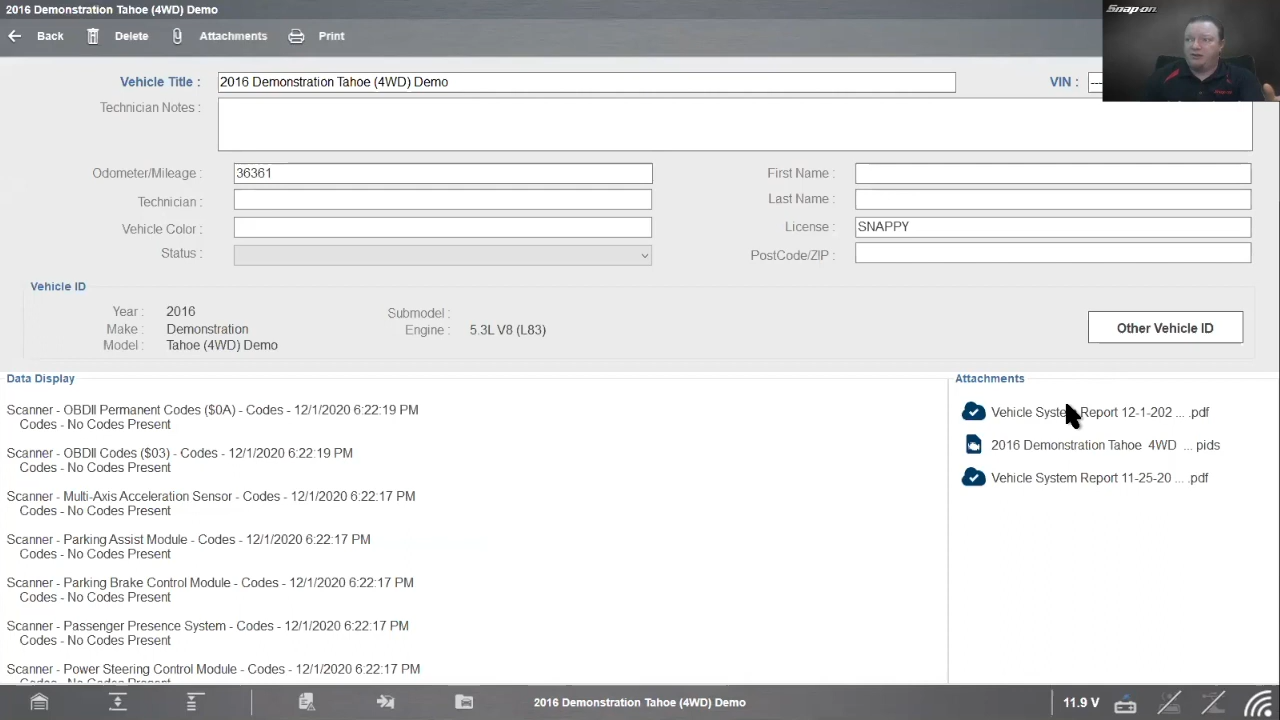 2016 Demonstration Tahoe (4WD) Demo
Back Delete Attachments Print
Snap-on
Vehicle Title : 2016 Demonstration Tahoe (4WD) Demo
VIN : ---
Technician Notes :
Odometer/Mileage : 36361
First Name :
Technician :
Last Name :
Vehicle Color :
License : SNAPPY
Status :
PostCode/ZIP :
Vehicle ID
Year : 2016
Submodel :
Make : Demonstration
Engine : 5.3L V8 (L83)
Model : Tahoe (4WD) Demo
Other Vehicle ID
Data Display
Scanner - OBDII Permanent Codes ($0A) - Codes - 12/1/2020 6:22:19 PM
Codes - No Codes Present
Scanner - OBDII Codes ($03) - Codes - 12/1/2020 6:22:19 PM
Codes - No Codes Present
Scanner - Multi-Axis Acceleration Sensor - Codes - 12/1/2020 6:22:17 PM
Codes - No Codes Present
Scanner - Parking Assist Module - Codes - 12/1/2020 6:22:17 PM
Codes - No Codes Present
Scanner - Parking Brake Control Module - Codes - 12/1/2020 6:22:17 PM
Codes - No Codes Present
Scanner - Passenger Presence System - Codes - 12/1/2020 6:22:17 PM
Codes - No Codes Present
Scanner - Power Steering Control Module - Codes - 12/1/2020 6:22:17 PM
Codes - No Codes Present
Attachments
Vehicle System Report 12-1-202 ... .pdf
2016 Demonstration Tahoe 4WD ... pids
Vehicle System Report 11-25-20 ... .pdf
2016 Demonstration Tahoe (4WD) Demo
11.9 V